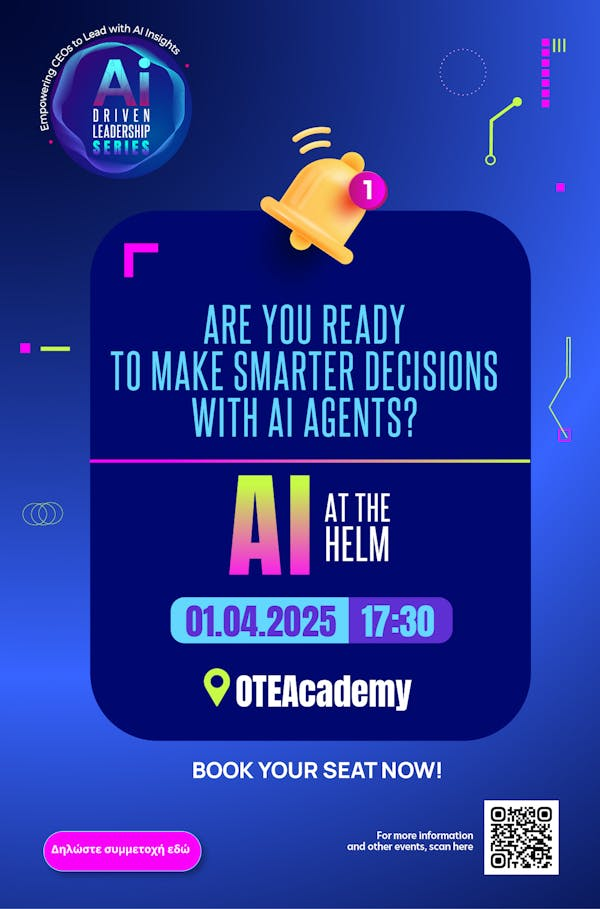 Empowering CEOs to Lead with AI Insights
Ai
DRIVEN
LEADERSHIP
SERIES
1
ARE YOU READY
TO MAKE SMARTER DECISIONS
WITH AI AGENTS?
AI
AT THE
HELM
01.04.2025 17:30
OTEAcademy
BOOK YOUR SEAT NOW!
Δηλώστε συμμετοχή εδώ
For more information
and other events, scan here